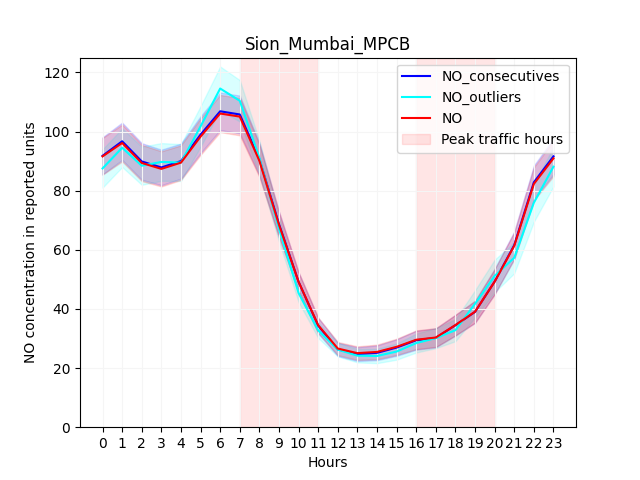 Sion_Mumbai_MPCB
NO concentration in reported units
120
100
80
60
40
20
0
NO_consecutives
NO_outliers
NO
Peak traffic hours
0 1 2 3 4 5 6 7 8 9 10 11 12 13 14 15 16 17 18 19 20 21 22 23
Hours